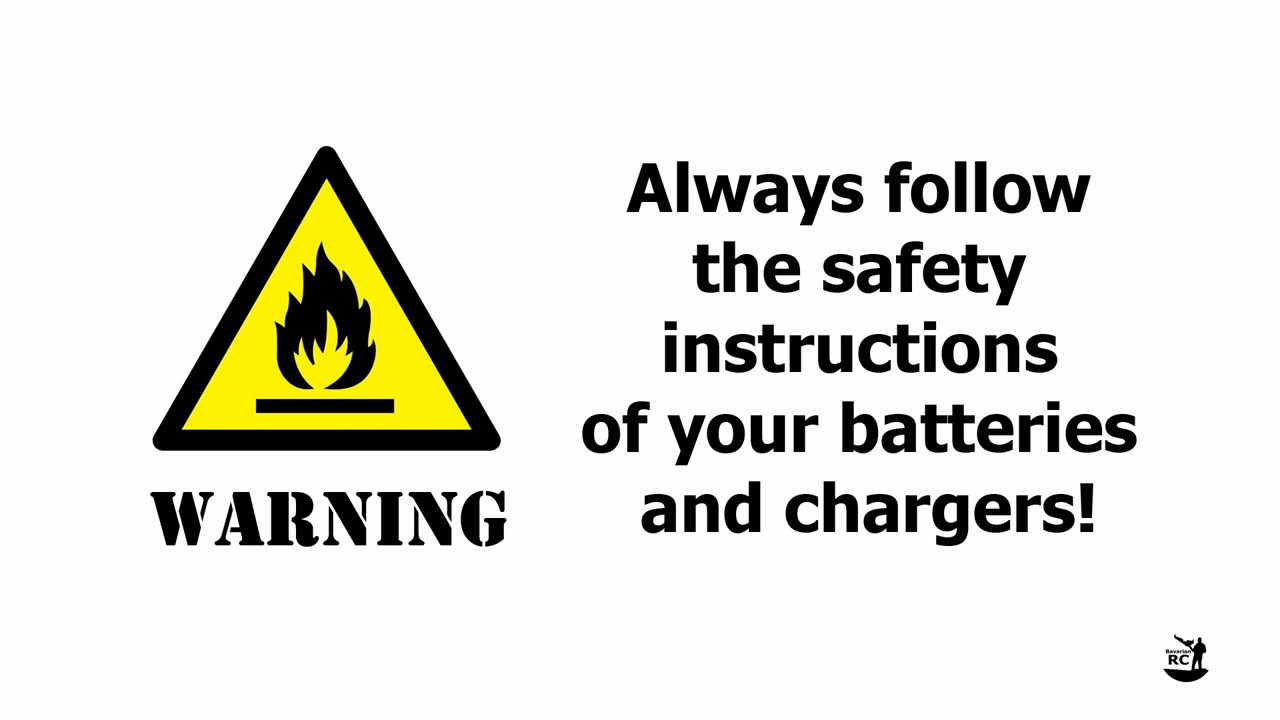 Always follow
the safety
instructions
of your batteries
and chargers!
WARNING
Bavarian
RC